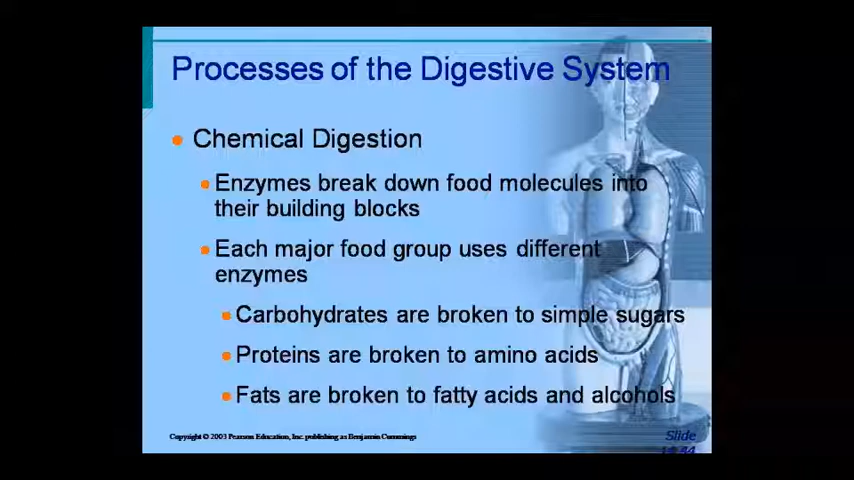 Processes of the Digestive System
Chemical Digestion
Enzymes break down food molecules into
their building blocks
Each major food group uses different
enzymes
Carbohydrates are broken to simple sugars
Proteins are broken to amino acids
Fats are broken to fatty acids and alcohols
Copyright © 2003 Pearson Education, Inc. publishing as Benjamin Cummings
Slide